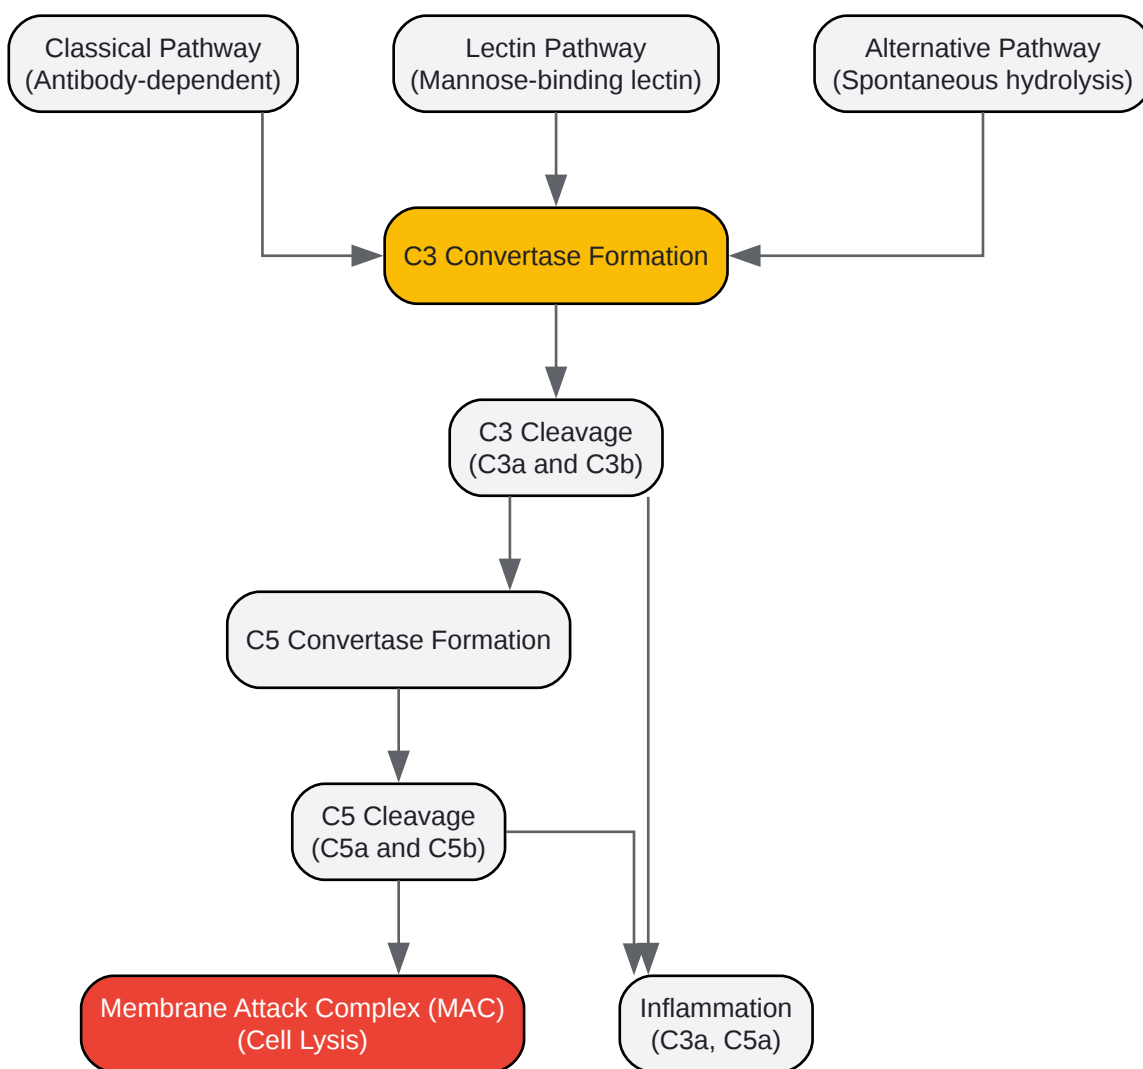 Classical Pathway
(Antibody-dependent)
Lectin Pathway
(Mannose-binding lectin)
Alternative Pathway
(Spontaneous hydrolysis)
C3 Convertase Formation
C3 Cleavage
(C3a and C3b)
C5 Convertase Formation
C5 Cleavage
(C5a and C5b)
Membrane Attack Complex (MAC)
(Cell Lysis)
Inflammation
(C3a, C5a)